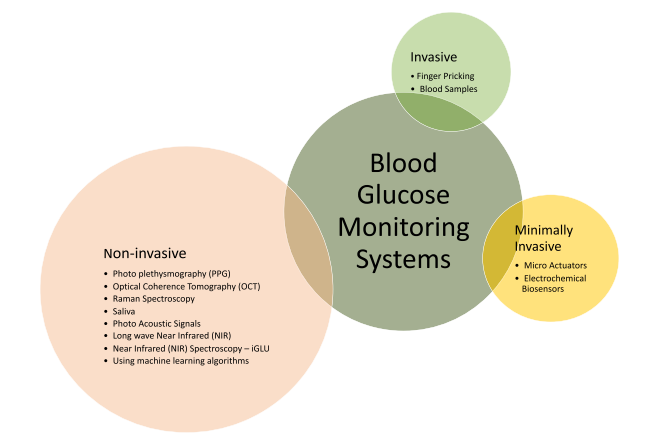 Invasive
• Finger Pricking
• Blood Samples
Blood
Glucose
Monitoring
Systems
Minimally
Invasive
• Micro Actuators
• Electrochemical
Biosensors
Non-invasive
• Photo plethysmography (PPG)
• Optical Coherence Tomography (OCT)
• Raman Spectroscopy
• Saliva
• Photo Acoustic Signals
• Long wave Near Infrared (NIR)
• Near Infrared (NIR) Spectroscopy – iGLU
• Using machine learning algorithms